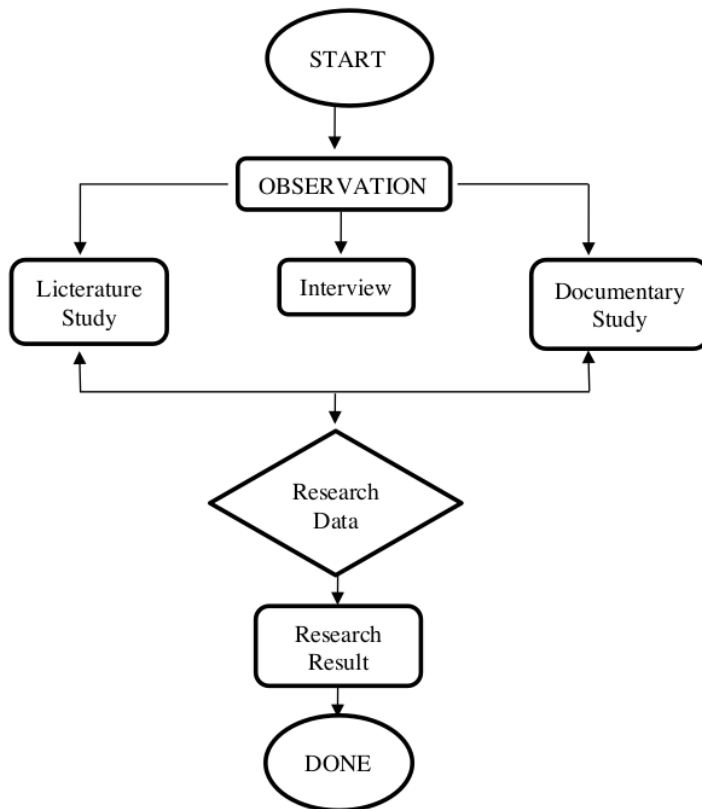 START
OBSERVATION
Licterature
Study
Interview
Documentary
Study
Research
Data
Research
Result
DONE